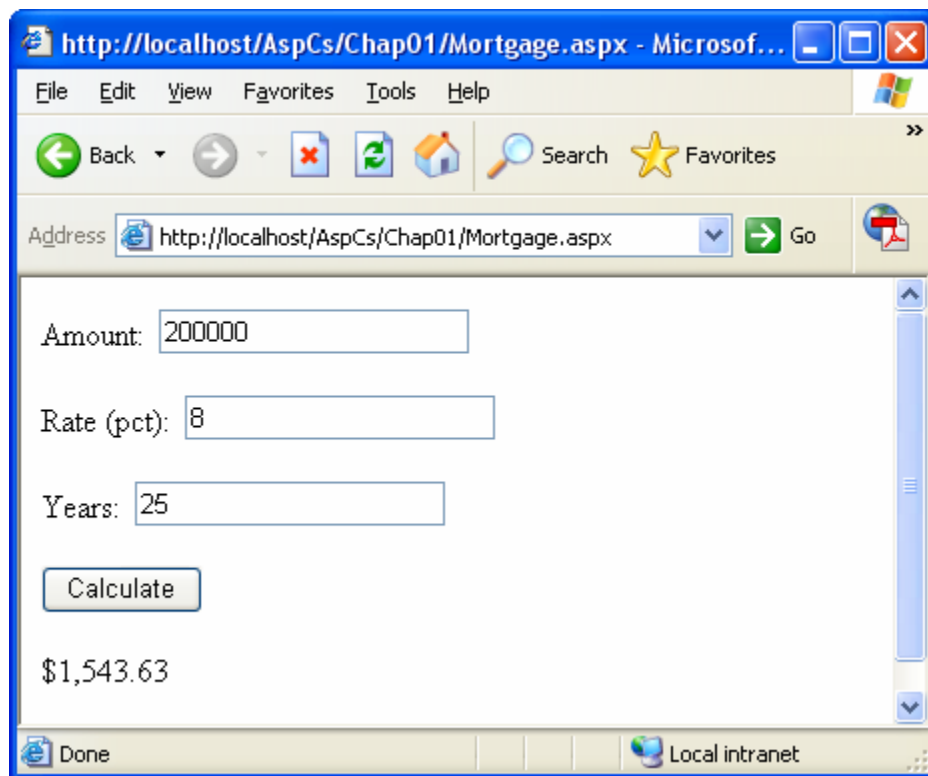 http://localhost/AspCs/Chap01/Mortgage.aspx - Microsof...
File Edit View Favorites Tools Help
Back Search Favorites »
Address http://localhost/AspCs/Chap01/Mortgage.aspx Go
Amount: 200000
Rate (pct): 8
Years: 25
Calculate
$1,543.63
Done Local intranet